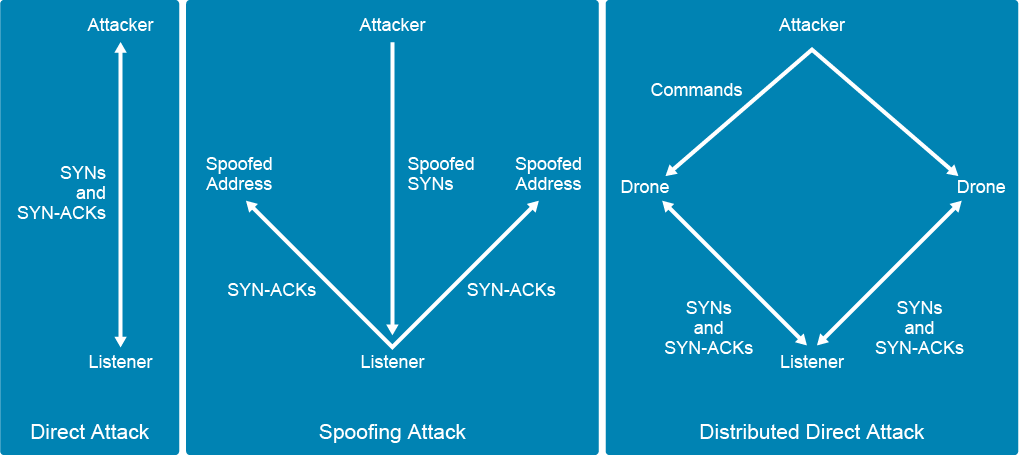 Attacker
SYNs
and
SYN-ACKs
Listener
Direct Attack
Attacker
Spoofed
Address
Spoofed
SYNs
Spoofed
Address
SYN-ACKs
SYN-ACKs
Listener
Spoofing Attack
Attacker
Commands
Drone
Drone
SYNs
and
SYN-ACKs
SYNs
and
SYN-ACKs
Listener
Distributed Direct Attack